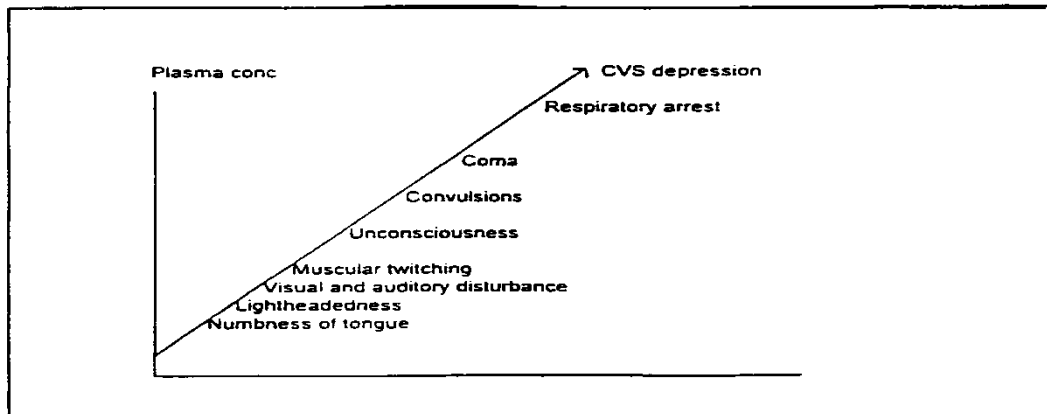 Plasma conc
CVS depression
Respiratory arrest
Coma
Convulsions
Unconsciousness
Muscular twitching
Visual and auditory disturbance
Lightheadedness
Numbness of tongue